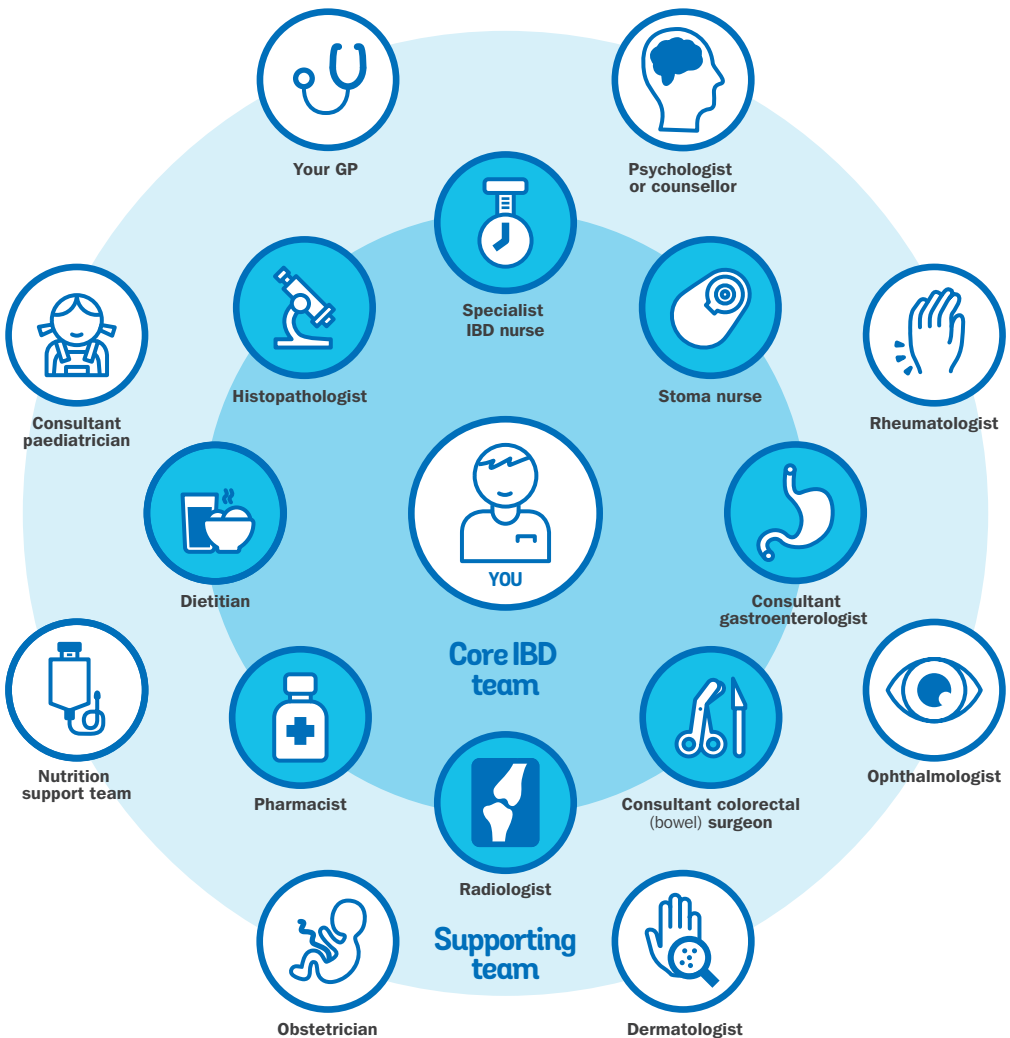 Your GP
Psychologist
or counsellor
Specialist
IBD nurse
Histopathologist
Stoma nurse
Consultant
paediatrician
Rheumatologist
YOU
Dietitian
Consultant
gastroenterologist
Core IBD
team
Nutrition
support team
Pharmacist
Consultant colorectal
(bowel) surgeon
Ophthalmologist
Radiologist
Supporting
team
Obstetrician
Dermatologist